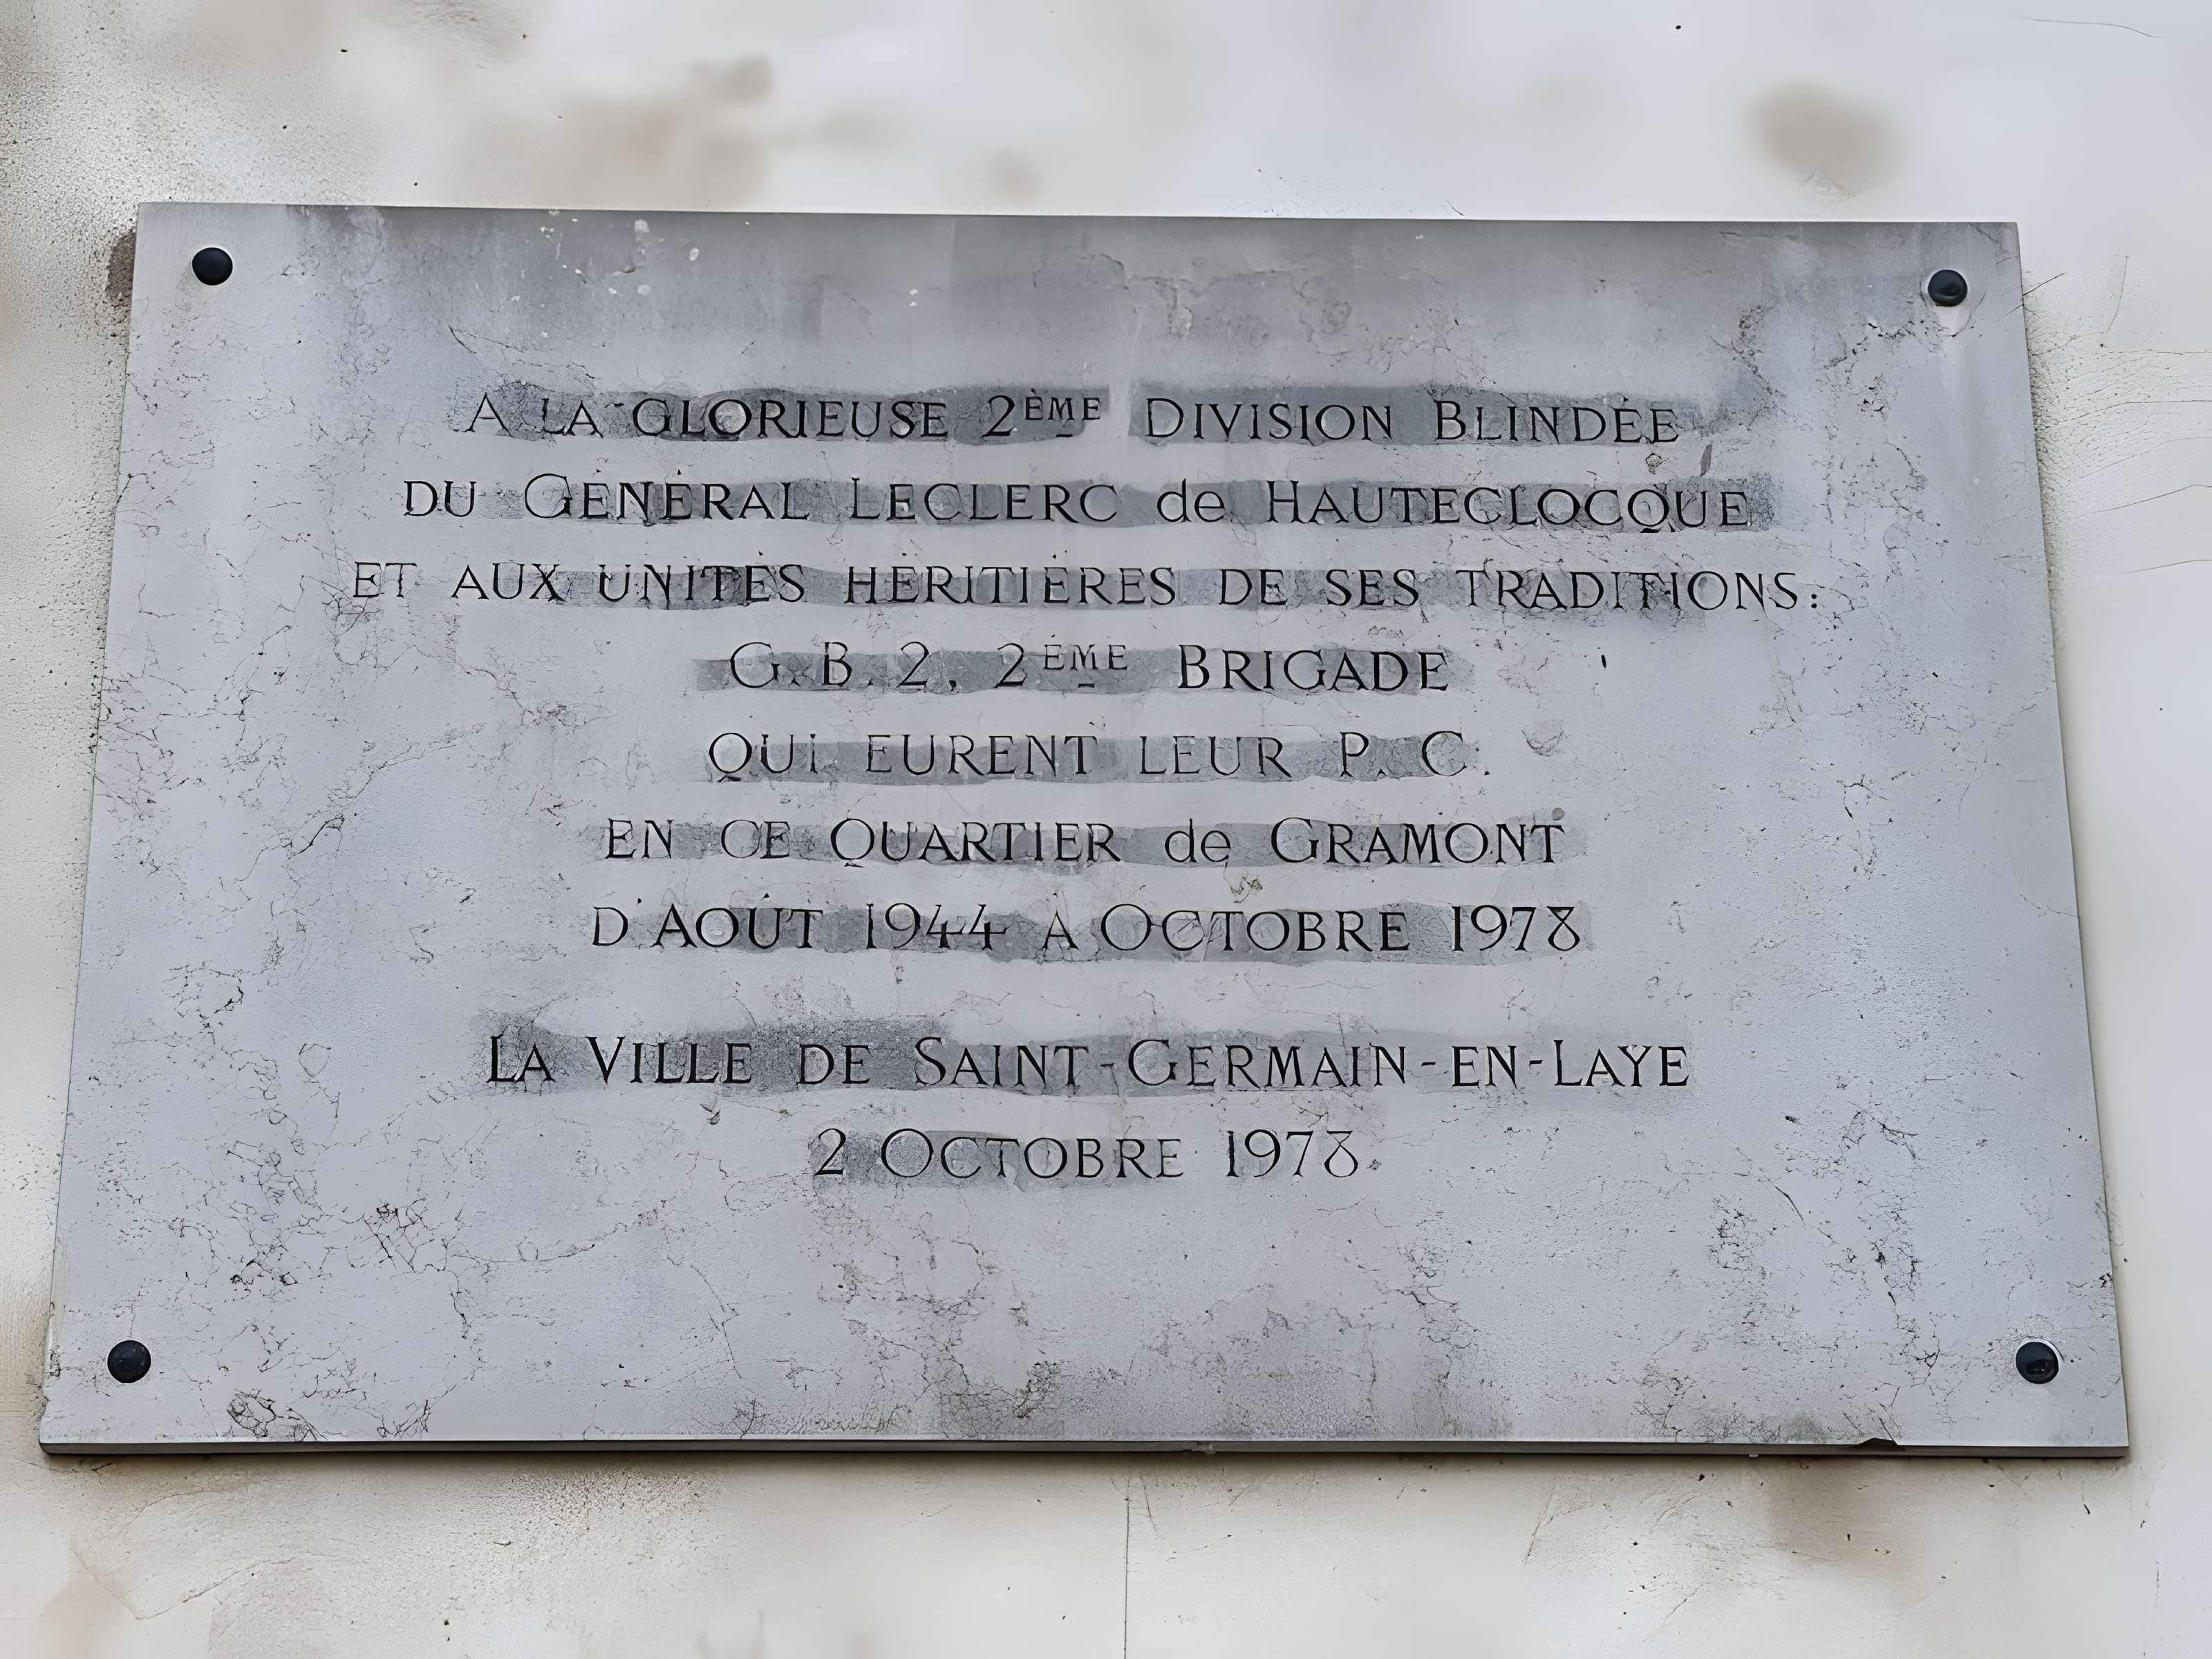 A LA GLORIEUSE 2ÈME DIVISION BLINDÉE
DU GÉNÉRAL LECLERC de HAUTECLOCQUE
ET AUX UNITÉS HÉRITIÈRES DE SES TRADITIONS:
G.B.2, 2ÈME BRIGADE
QUI EURENT LEUR P.C.
EN CE QUARTIER de GRAMONT
D'AOÛT 1944 A OCTOBRE 1978
LA VILLE DE SAINT-GERMAIN-EN-LAYE
2 OCTOBRE 1978.